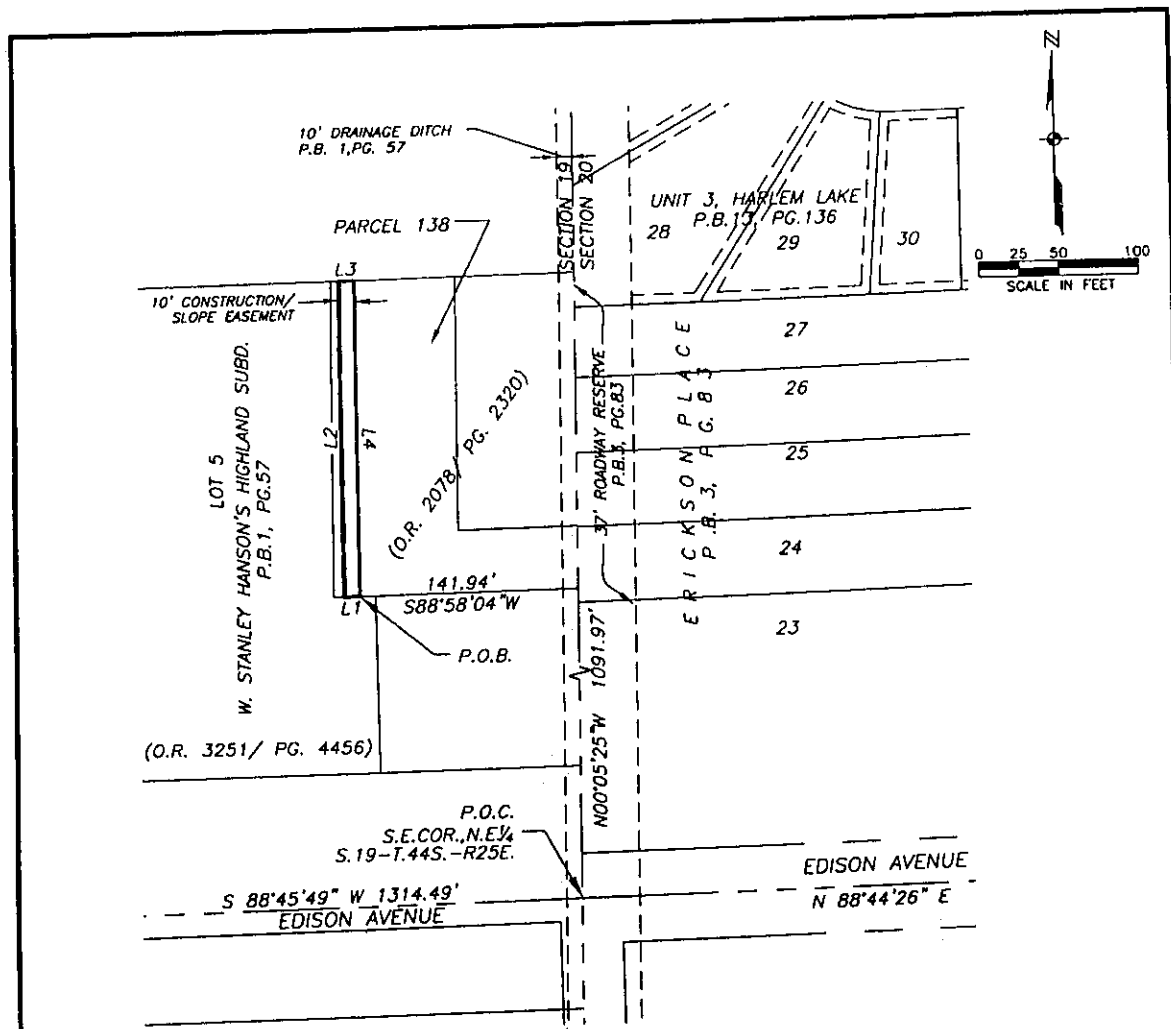 N
10' DRAINAGE DITCH
P.B. 1, PG. 57
SECTION 19
SECTION 20
UNIT 3, HARLEM LAKE
P.B. 13, PG. 136
28
29
30
0 25 50 100
SCALE IN FEET
PARCEL 138
L3
10' CONSTRUCTION/
SLOPE EASEMENT
27
26
25
24
23
37' ROADWAY RESERVE
P.B.3, PG.83
ERICKSON PLACE
P.B. 3, PG. 83
(O.R. 2078/ PG. 2320)
LOT 5
W. STANLEY HANSON'S HIGHLAND SUBD.
P.B.1, PG.57
L2
L4
L1
141.94'
S88°58'04"W
P.O.B.
N00°05'25"W 1091.97'
(O.R. 3251/ PG. 4456)
P.O.C.
S.E.COR.,N.E¼
S.19-T.44S.-R25E.
S 88°45'49" W 1314.49'
EDISON AVENUE
EDISON AVENUE
N 88°44'26" E